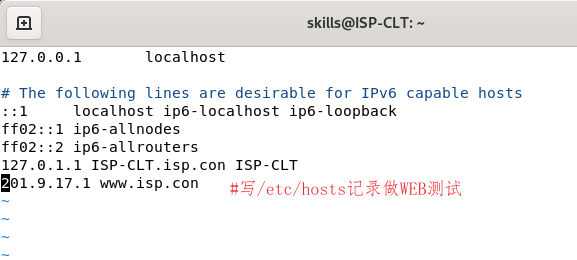 skills@ISP-CLT: ~
127.0.0.1       localhost
# The following lines are desirable for IPv6 capable hosts
::1     localhost ip6-localhost ip6-loopback
ff02::1 ip6-allnodes
ff02::2 ip6-allrouters
127.0.1.1 ISP-CLT.isp.con ISP-CLT
201.9.17.1 www.isp.con #写/etc/hosts记录做WEB测试
~
~
~
~